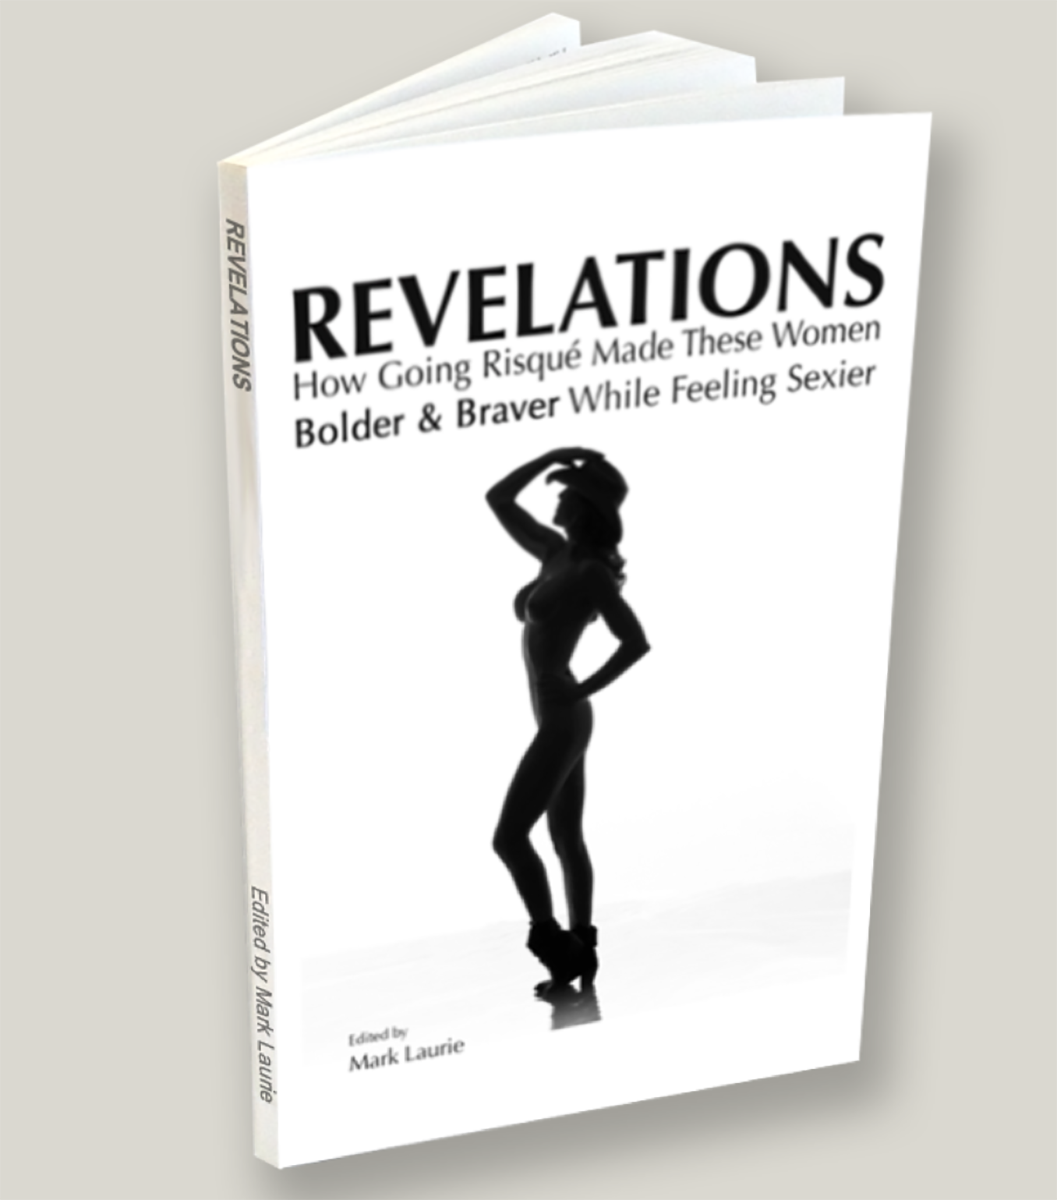 REVELATIONS
How Going Risqué Made These Women
Bolder & Braver While Feeling Sexier
Edited by
Mark Laurie
REVELATIONS
Edited by Mark Laurie